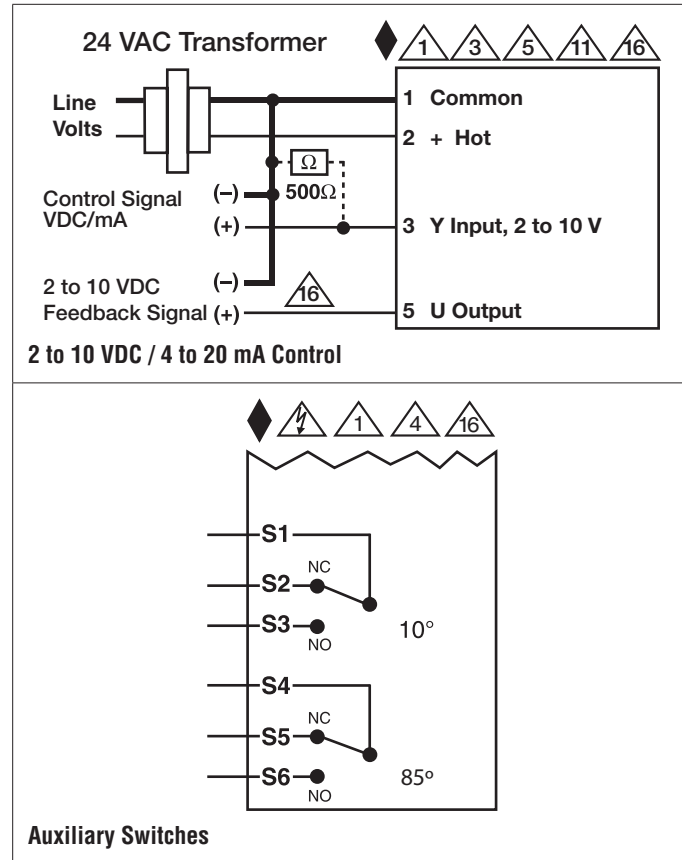 24 VAC Transformer
1 3 5 11 16
Line
Volts
1 Common
2 + Hot
Ω
500Ω
Control Signal
VDC/mA
(–)
(+)
3 Y Input, 2 to 10 V
2 to 10 VDC
Feedback Signal
(–)
(+)
16
5 U Output
2 to 10 VDC / 4 to 20 mA Control
1 4 16
S1
S2
NC
S3
NO
10°
S4
S5
NC
S6
NO
85º
Auxiliary Switches